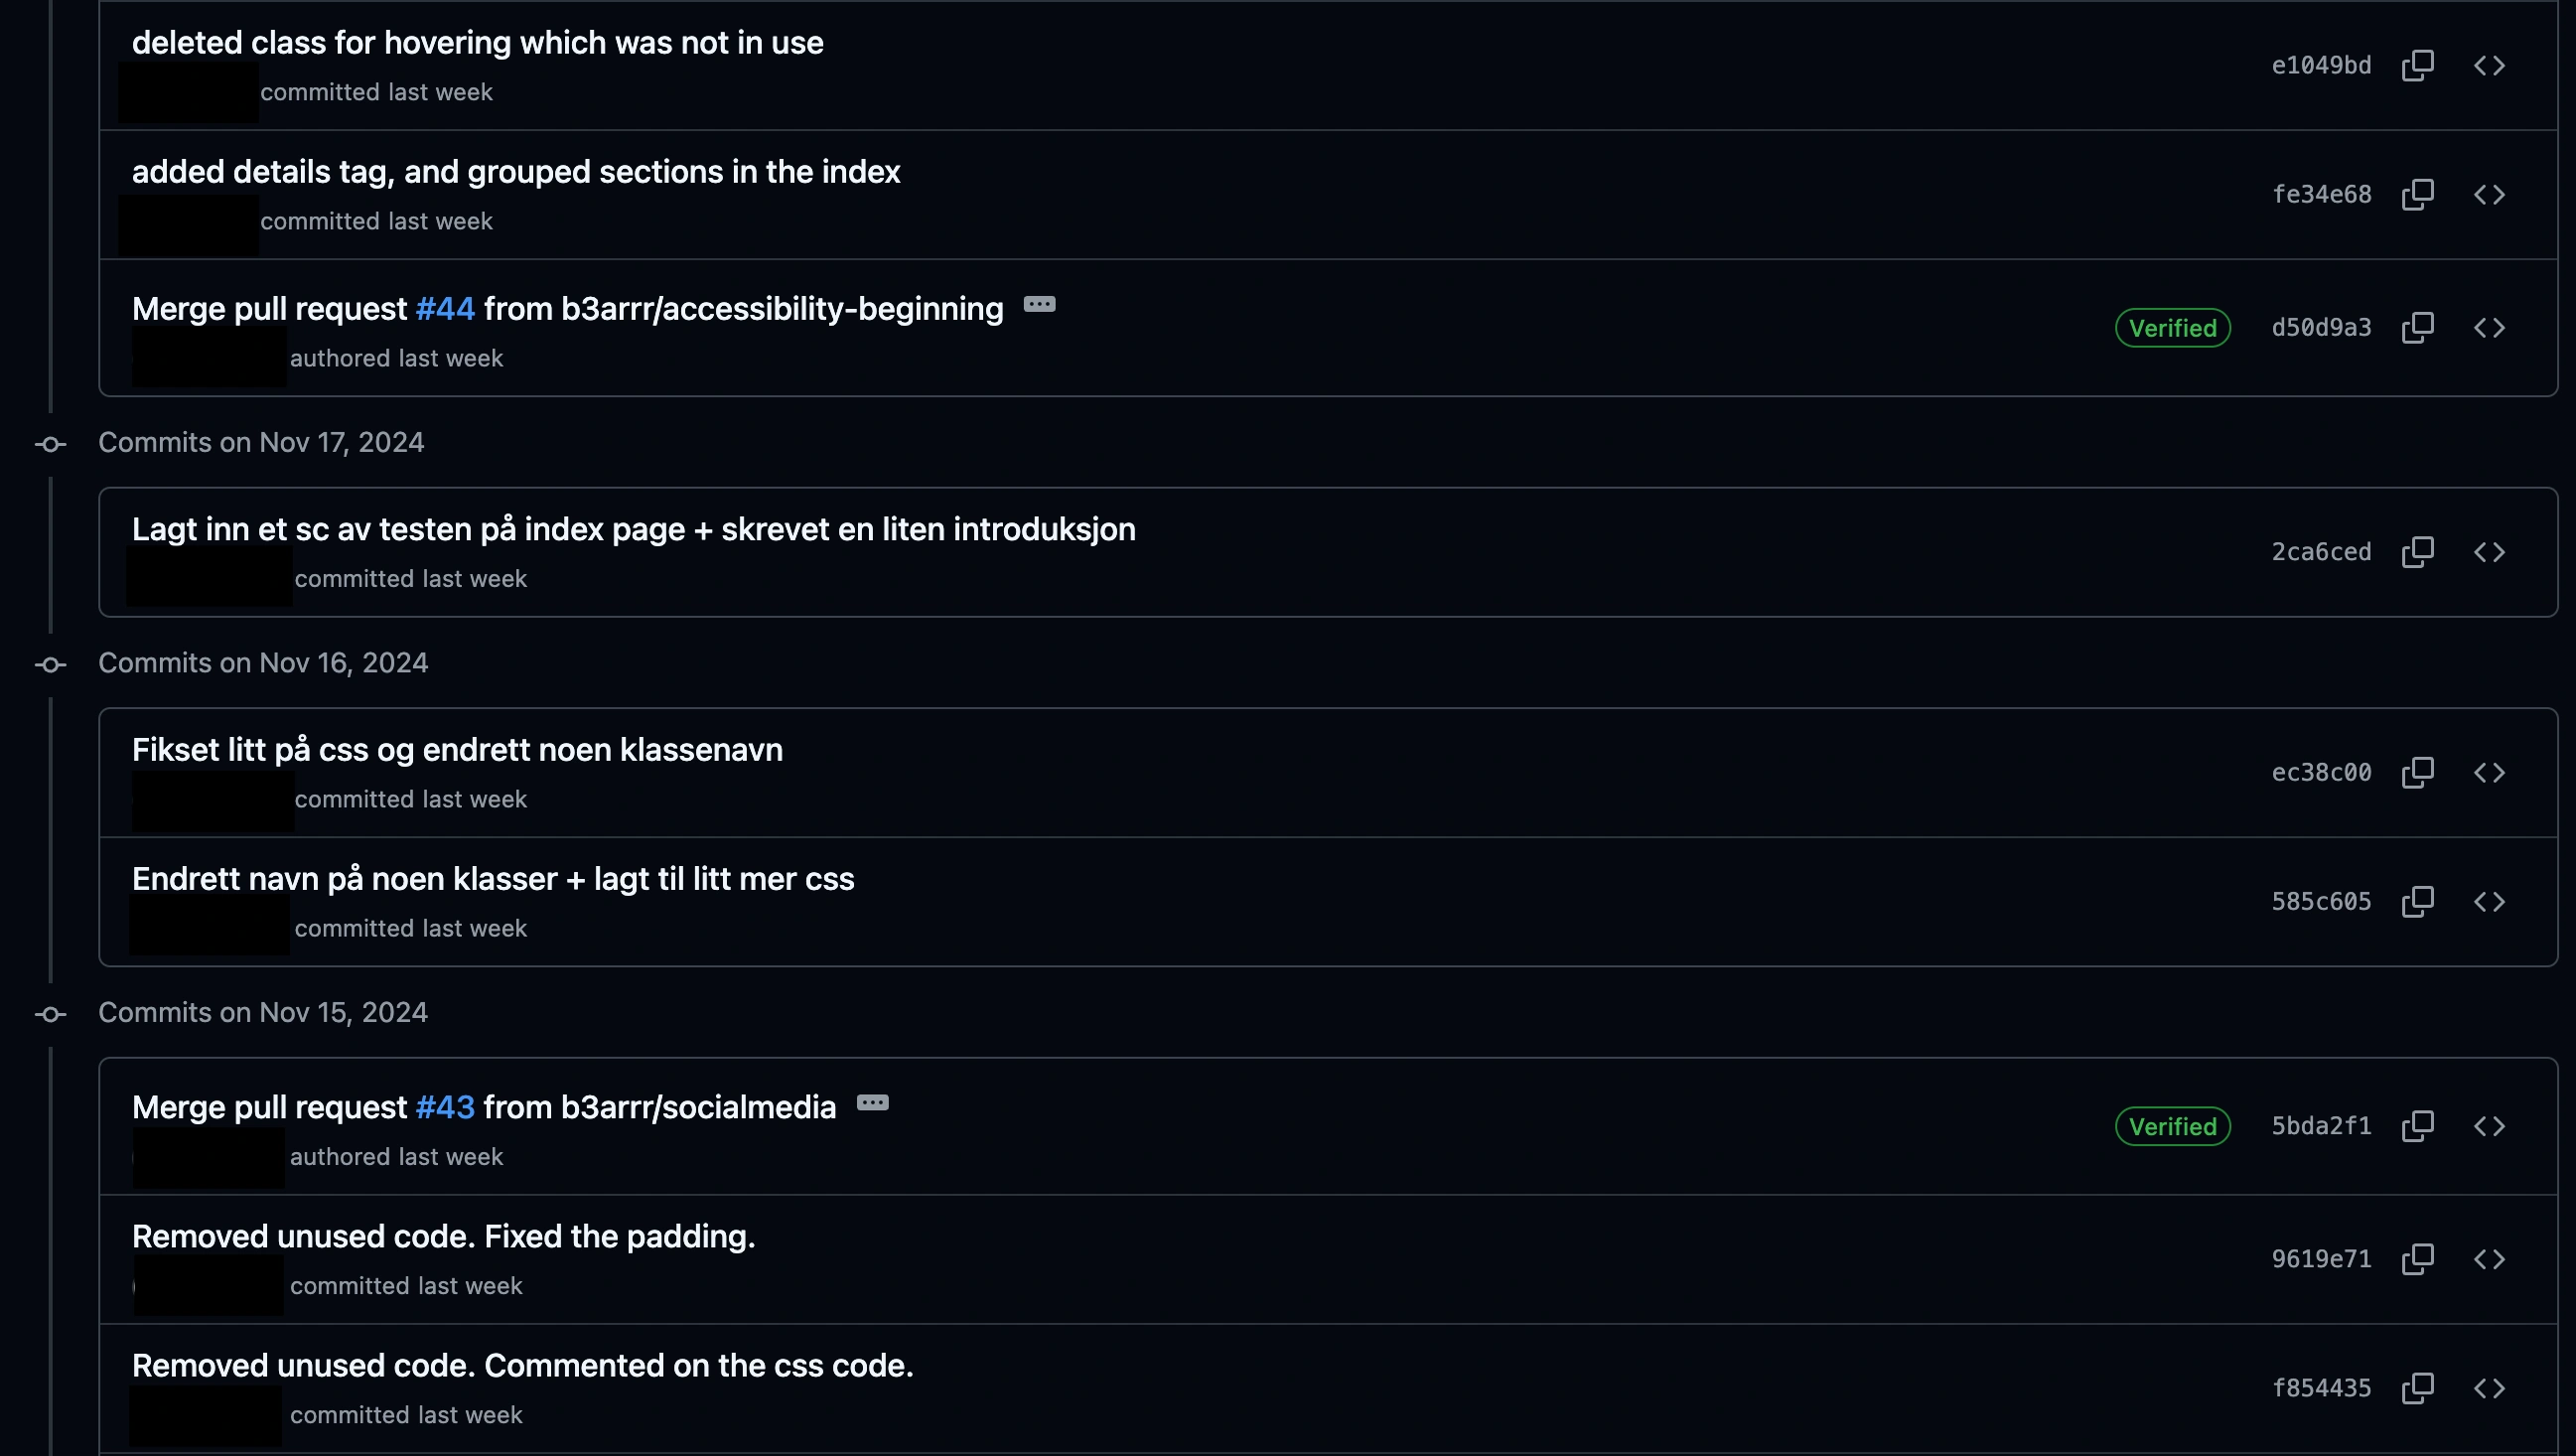 deleted class for hovering which was not in use
committed last week
e1049bd
added details tag, and grouped sections in the index
committed last week
fe34e68
Merge pull request #44 from b3arrr/accessibility-beginning
authored last week
Verified d50d9a3
Commits on Nov 17, 2024
Lagt inn et sc av testen på index page + skrevet en liten introduksjon
committed last week
2ca6ced
Commits on Nov 16, 2024
Fikset litt på css og endrett noen klassenavn
committed last week
ec38c00
Endrett navn på noen klasser + lagt til litt mer css
committed last week
585c605
Commits on Nov 15, 2024
Merge pull request #43 from b3arrr/socialmedia
authored last week
Verified 5bda2f1
Removed unused code. Fixed the padding.
committed last week
9619e71
Removed unused code. Commented on the css code.
committed last week
f854435